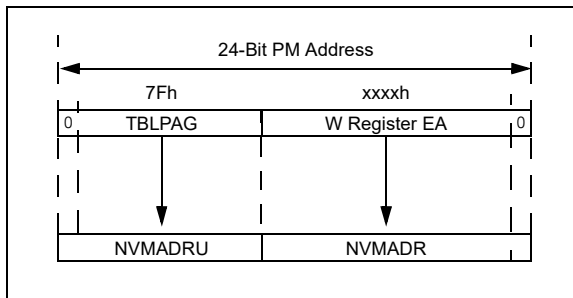 24-Bit PM Address
7Fh xxxxh
0 TBLPAG W Register EA 0
NVMADRU NVMADR